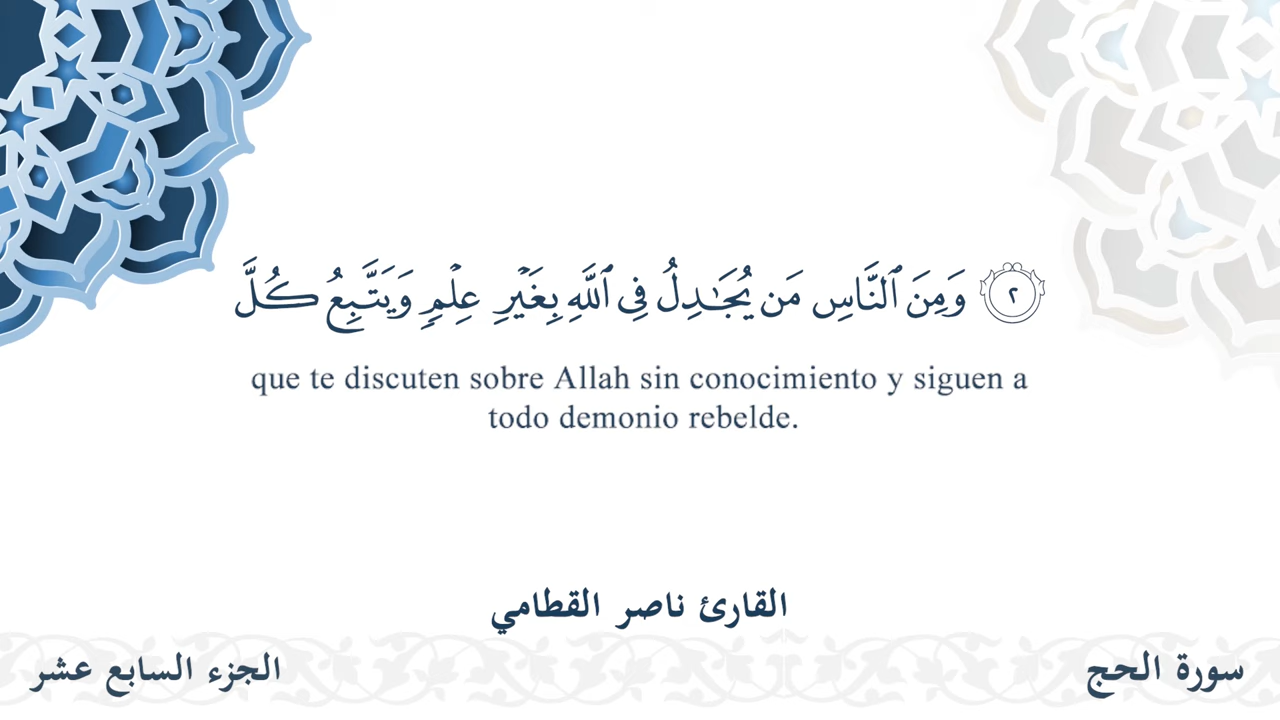 ٢ وَمِنَ ٱلنَّاسِ مَن يُجَـٰدِلُ فِي ٱللَّهِ بِغَيْرِ عِلْمٍ وَيَتَّبِعُ كُلَّ
que te discuten sobre Allah sin conocimiento y siguen a
todo demonio rebelde.
القارئ ناصر القطامي
سورة الحج
الجزء السابع عشر